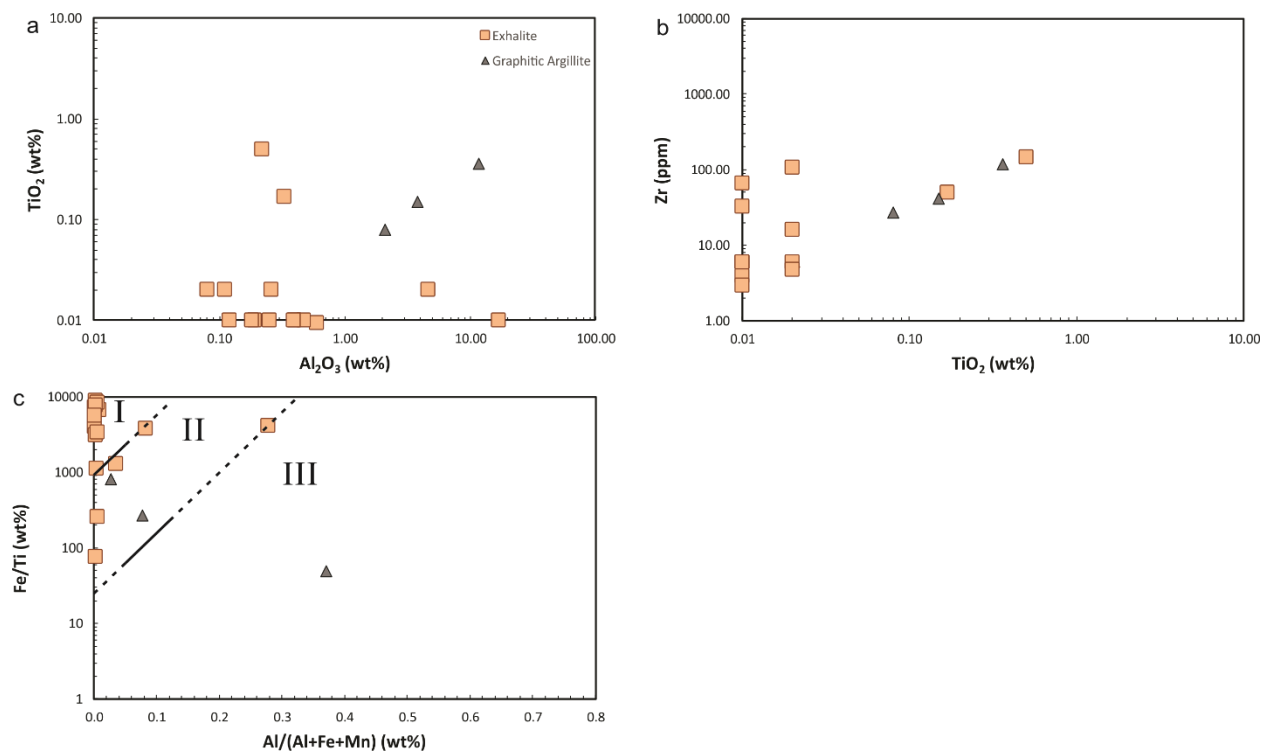 a
10.00
1.00
0.10
0.01
TiO₂ (wt%)
0.01
0.10
1.00
10.00
100.00
Al₂O₃ (wt%)
Exhalite
Graphitic Argillite
b
10000.00
1000.00
100.00
10.00
1.00
Zr (ppm)
0.01
0.10
1.00
10.00
TiO₂ (wt%)
c
10000
1000
100
10
1
Fe/Ti (wt%)
I
II
III
0.0
0.1
0.2
0.3
0.4
0.5
0.6
0.7
0.8
Al/(Al+Fe+Mn) (wt%)